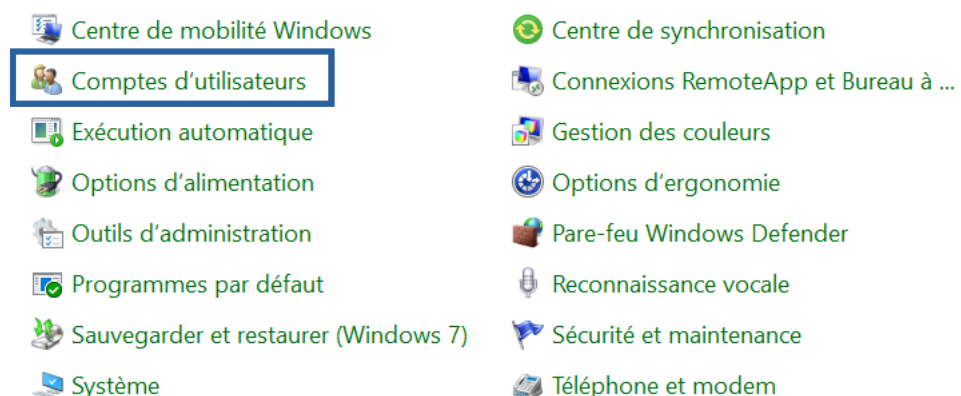 Centre de mobilité Windows
Centre de synchronisation
Comptes d’utilisateurs
Connexions RemoteApp et Bureau à ...
Exécution automatique
Gestion des couleurs
Options d’alimentation
Options d’ergonomie
Outils d’administration
Pare-feu Windows Defender
Programmes par défaut
Reconnaissance vocale
Sauvegarder et restaurer (Windows 7)
Sécurité et maintenance
Système
Téléphone et modem